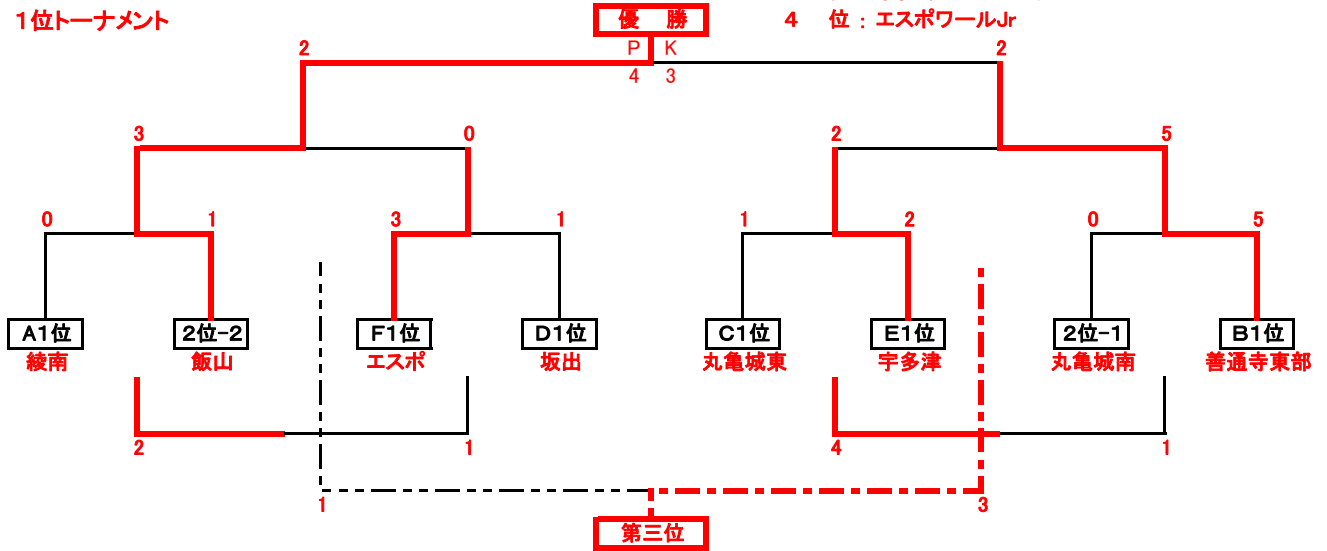 1位トーナメント
優　勝
4　位：エスポワールJr
2
P K
2
4 3
3
0
2
5
0
1
3
1
1
2
0
5
A1位
2位-2
F1位
D1位
C1位
E1位
2位-1
B1位
綾南
飯山
エスポ
坂出
丸亀城東
宇多津
丸亀城南
善通寺東部
2
1
4
1
1
3
第三位